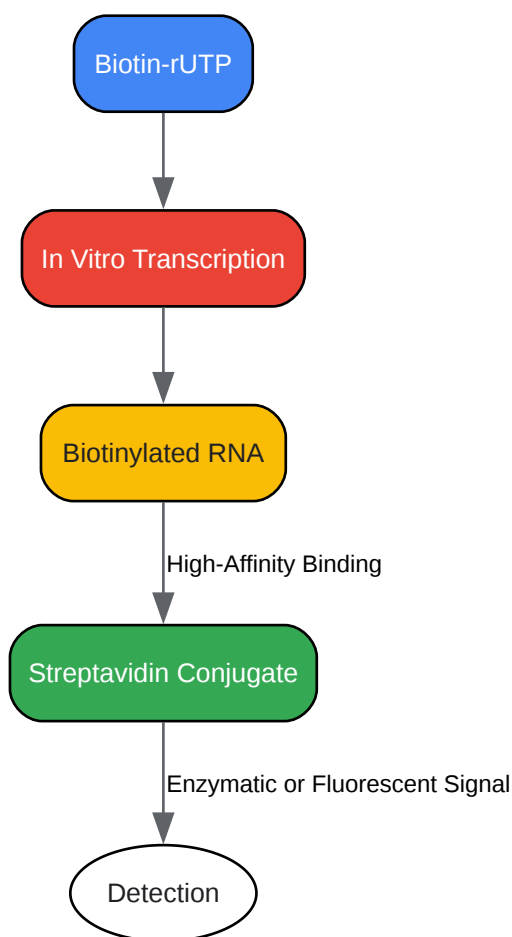 Biotin-rUTP
In Vitro Transcription
Biotinylated RNA
High-Affinity Binding
Streptavidin Conjugate
Enzymatic or Fluorescent Signal
Detection